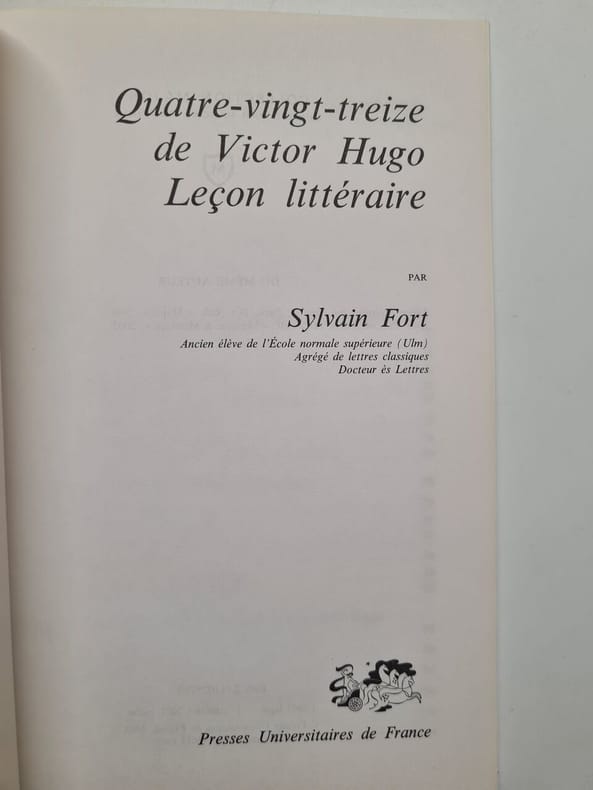 Quatre-vingt-treize
de Victor Hugo
Leçon littéraire
PAR
Sylvain Fort
Ancien élève de l'École normale supérieure (Ulm)
Agrégé de lettres classiques
Docteur ès Lettres
Presses Universitaires de France